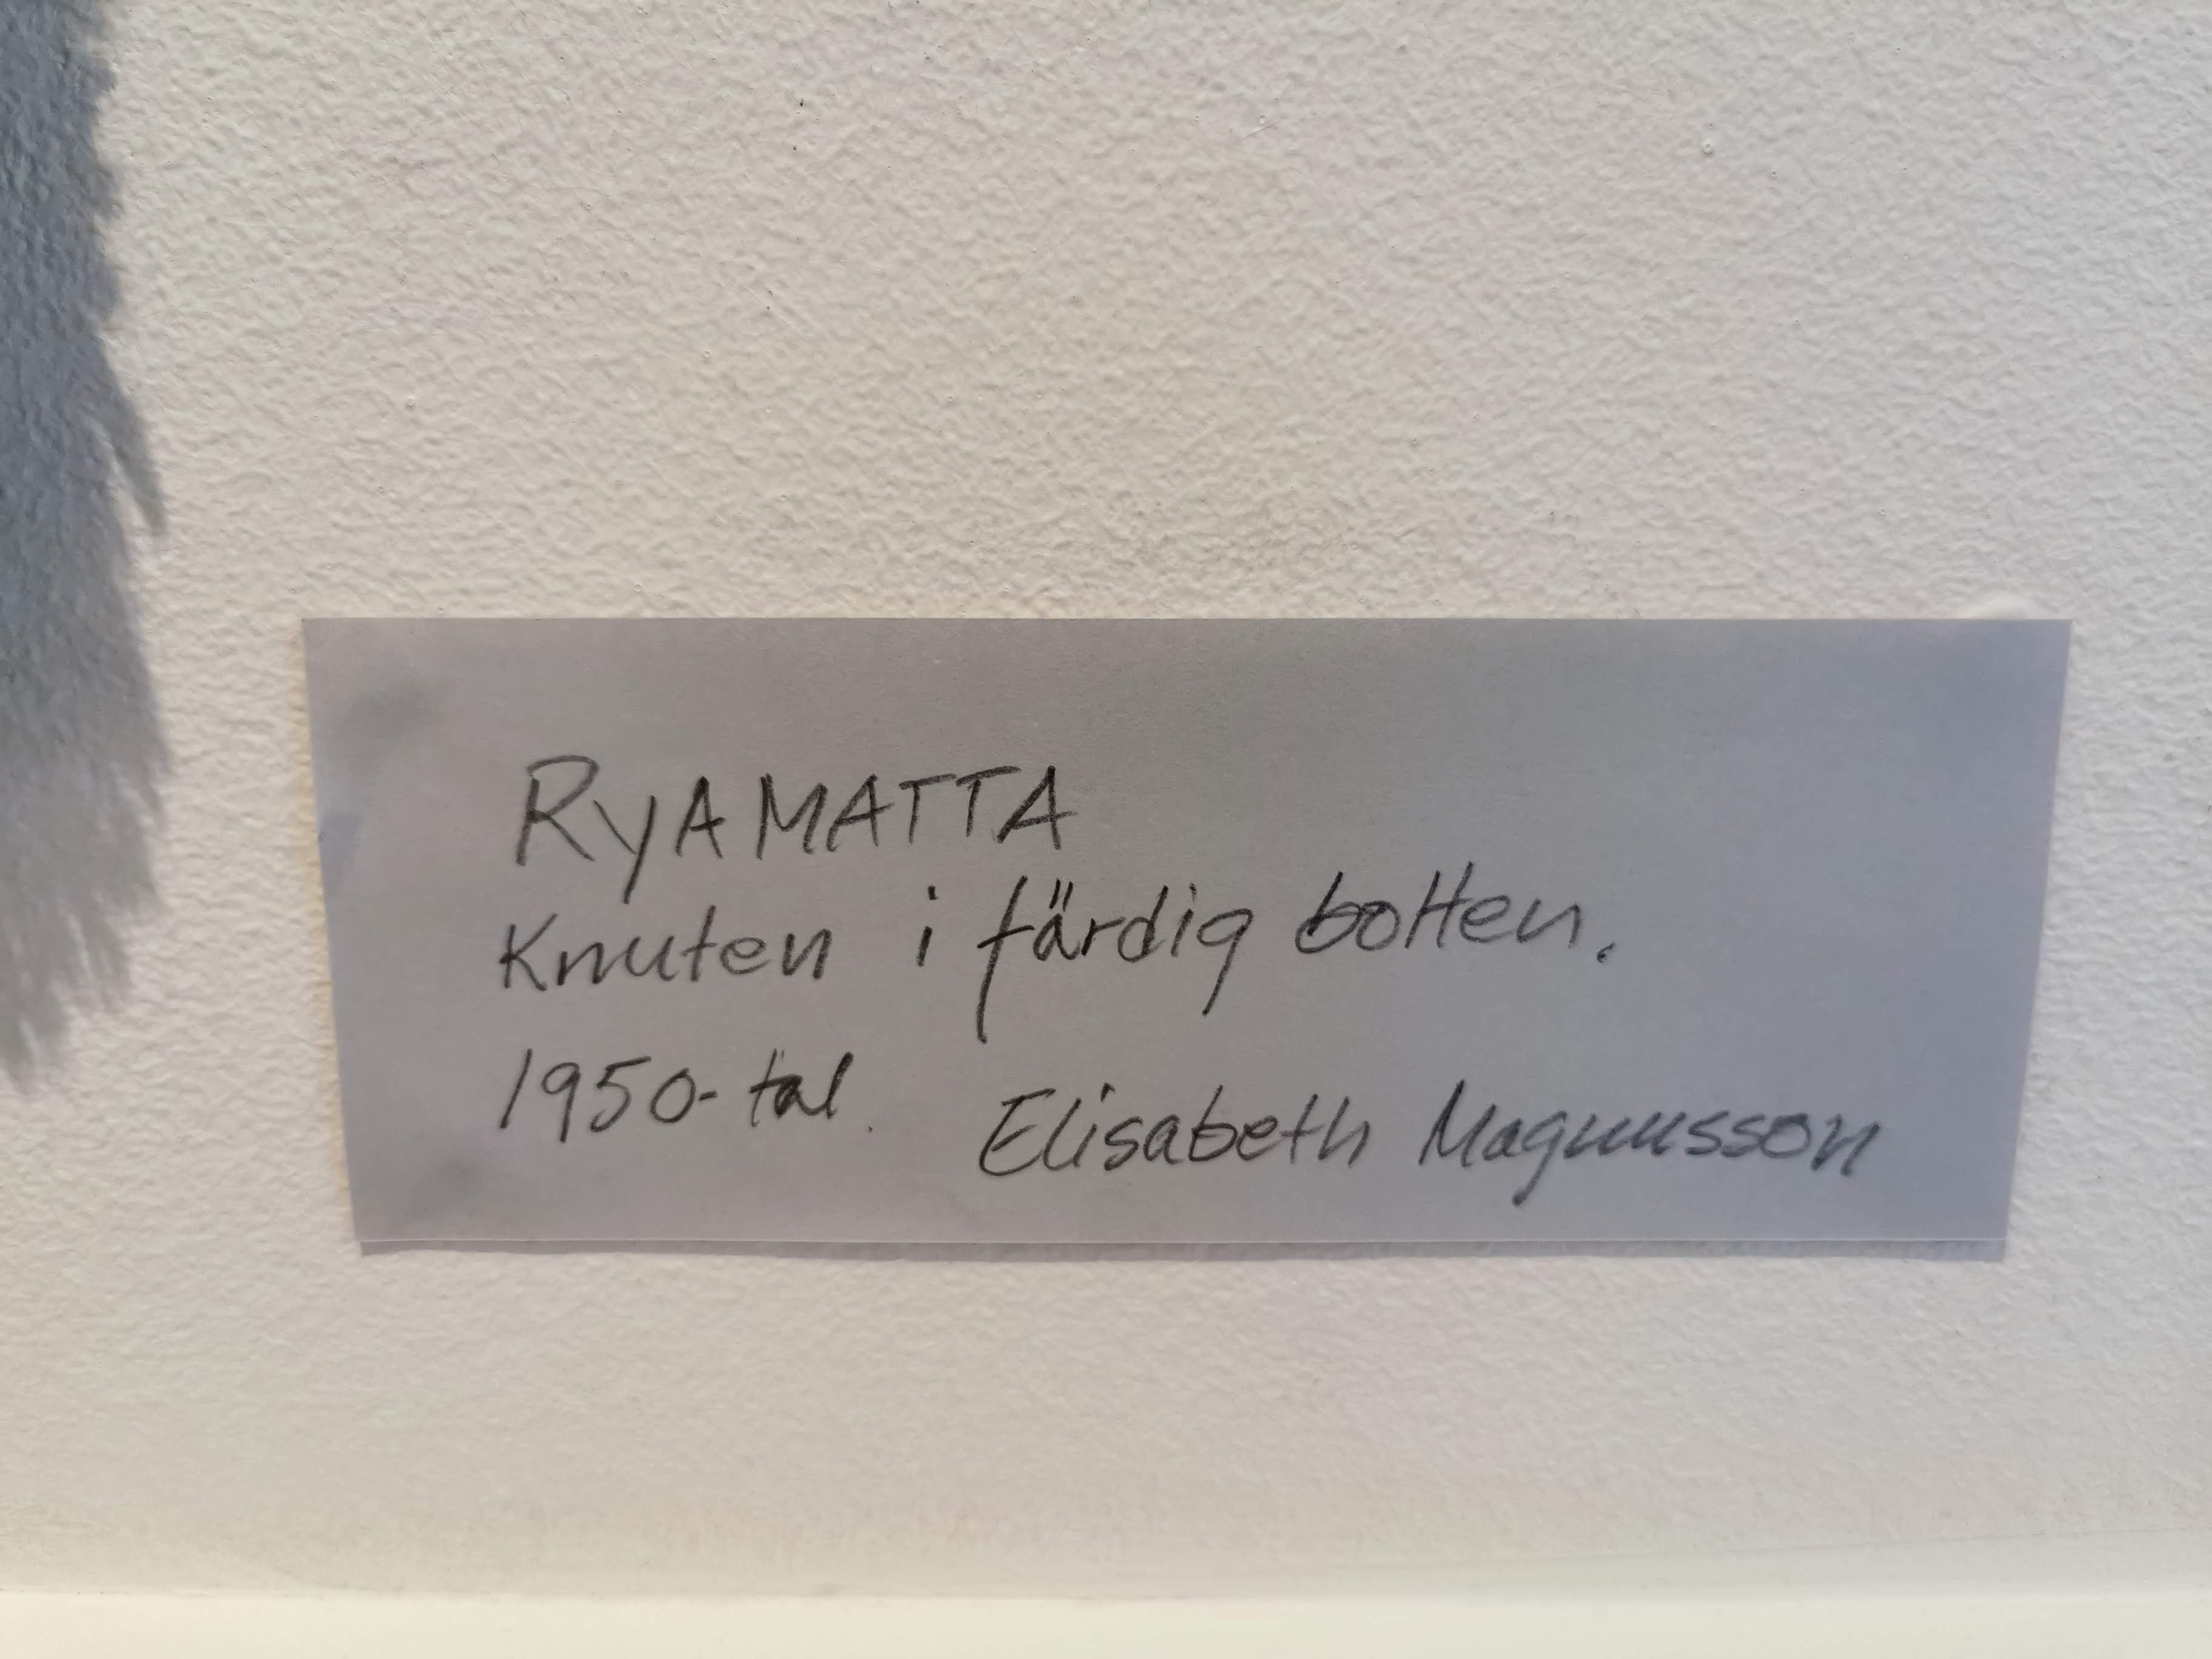 RyAMATTA
Knuten i färdig botten.
1950-tal.
Elisabeth Magnusson